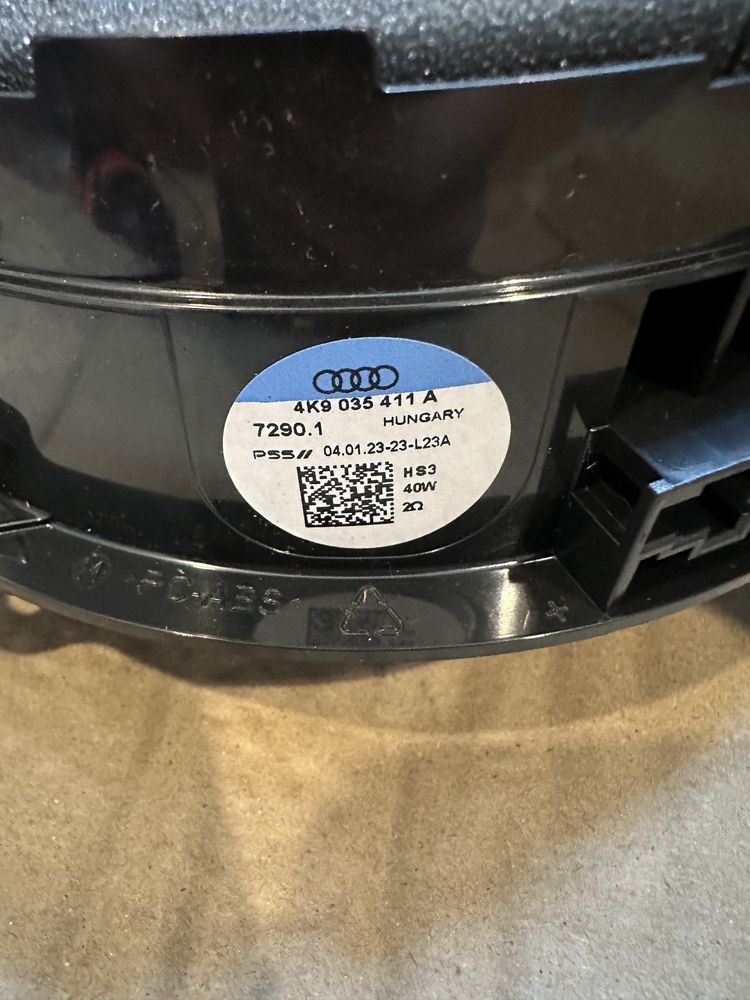 4K9 035 411 A
HUNGARY
7290.1
PSS// 04.01.23-23-L23A
HS3
40W
2Ω
>PC-ABS<
+